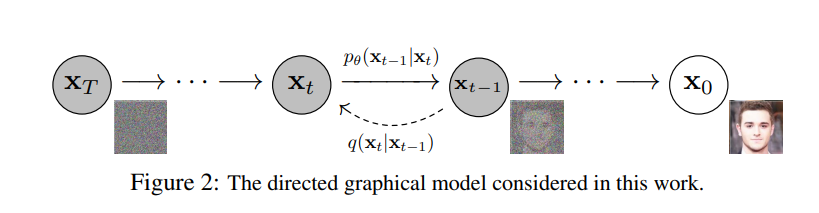 p_θ(x_{t−1}|x_t)
x_T ⟶ ··· ⟶ x_t ⟶ x_{t−1} ⟶ ··· ⟶ x_0
q(x_t|x_{t−1})
Figure 2: The directed graphical model considered in this work.